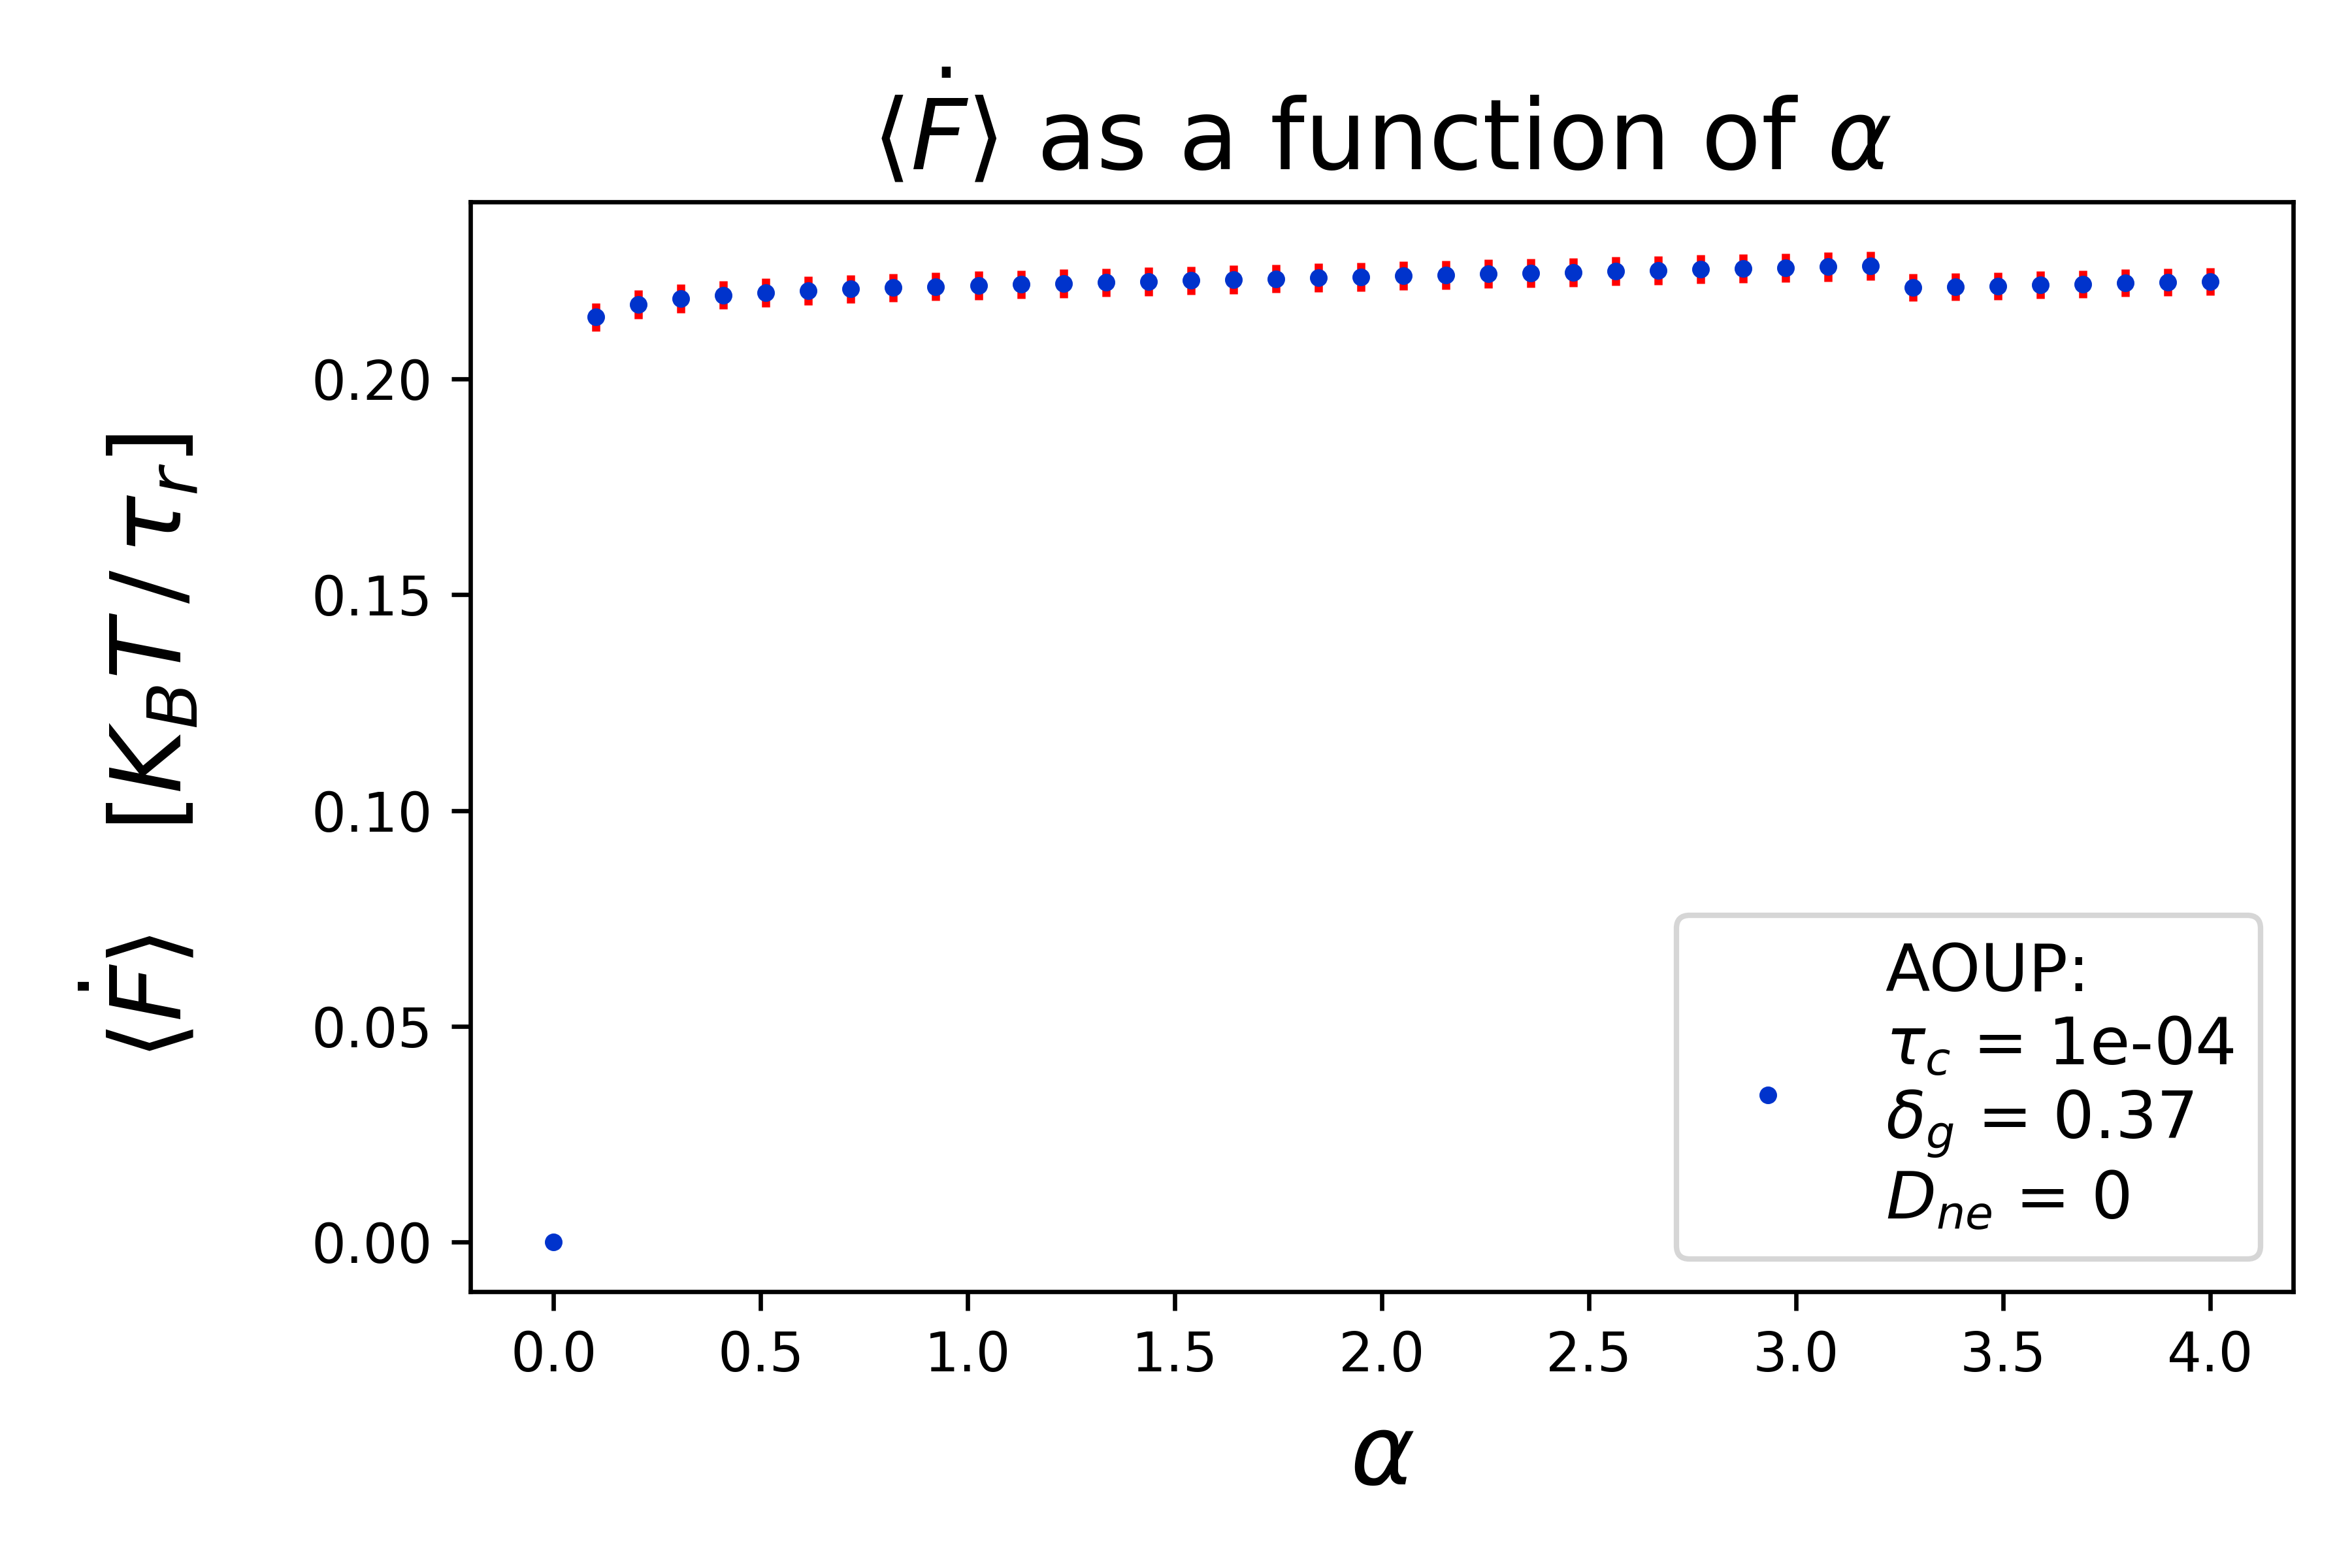 ⟨Ḟ⟩ as a function of α
⟨Ḟ⟩ [K_B T / τ_r]
0.20
0.15
0.10
0.05
0.00
0.0 0.5 1.0 1.5 2.0 2.5 3.0 3.5 4.0
α
AOUP:
τ_c = 1e-04
δ_g = 0.37
D_ne = 0